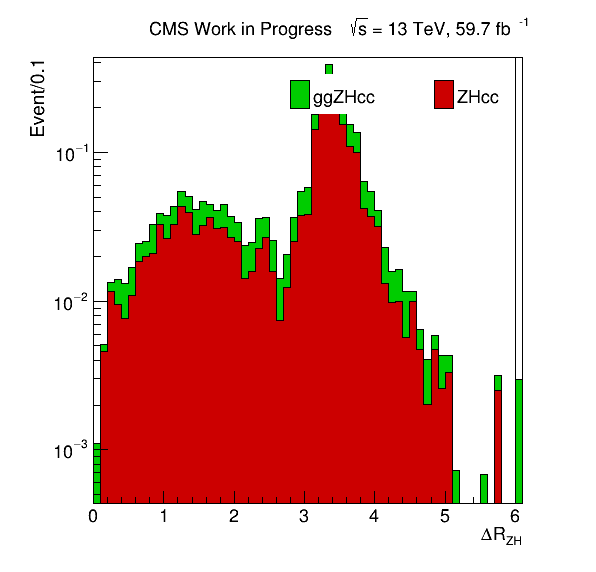 CMS Work in Progress √s = 13 TeV, 59.7 fb⁻¹
Event/0.1
ggZHcc ZHcc
10⁻¹
10⁻²
10⁻³
0 1 2 3 4 5 6
ΔR_ZH